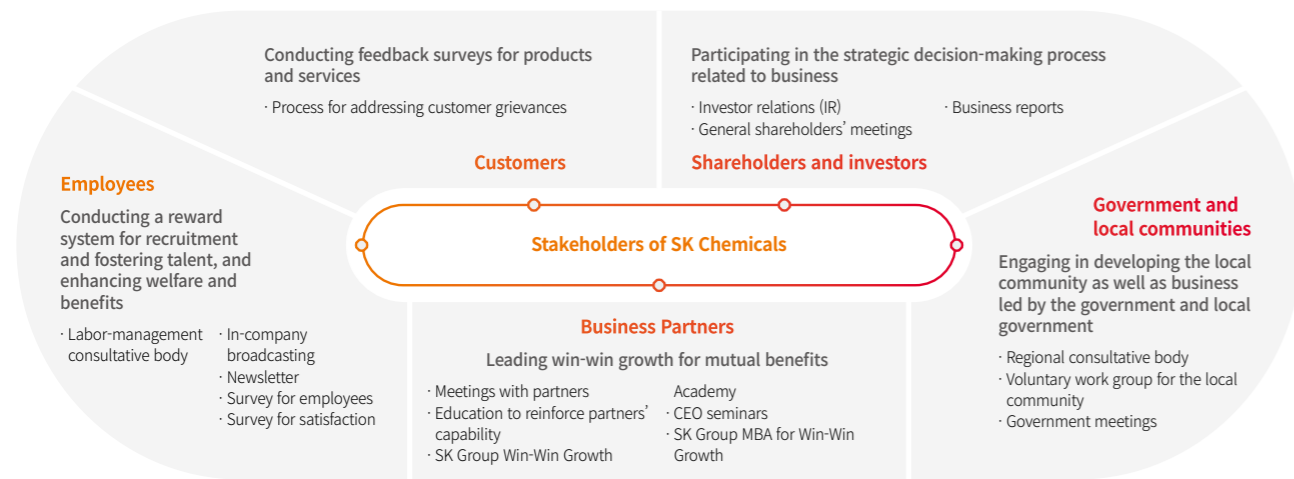 Conducting feedback surveys for products
and services
· Process for addressing customer grievances
Customers
Participating in the strategic decision-making process
related to business
· Investor relations (IR)
· General shareholders’ meetings
· Business reports
Shareholders and investors
Employees
Conducting a reward
system for recruitment
and fostering talent, and
enhancing welfare and
benefits
· Labor-management
consultative body
· In-company
broadcasting
· Newsletter
· Survey for employees
· Survey for satisfaction
Stakeholders of SK Chemicals
Government and
local communities
Engaging in developing the local
community as well as business
led by the government and local
government
· Regional consultative body
· Voluntary work group for the local
community
· Government meetings
Business Partners
Leading win-win growth for mutual benefits
· Meetings with partners
· Education to reinforce partners’
capability
· SK Group Win-Win Growth
Academy
· CEO seminars
· SK Group MBA for Win-Win
Growth